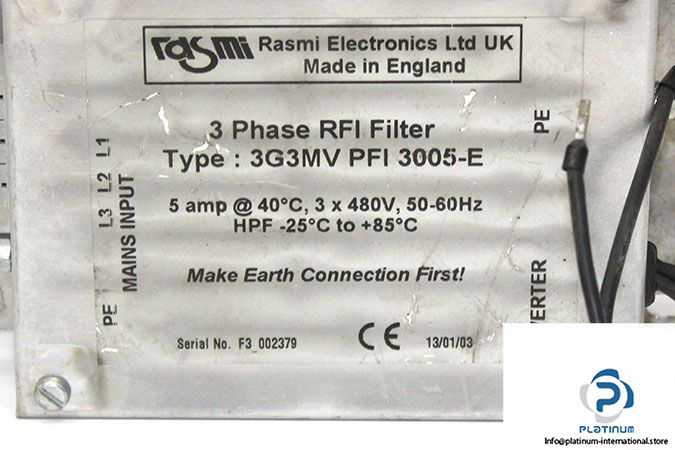 rasmi Rasmi Electronics Ltd UK
Made in England
3 Phase RFI Filter
Type : 3G3MV PFI 3005-E
5 amp @ 40°C, 3 x 480V, 50-60Hz
HPF -25°C to +85°C
Make Earth Connection First!
Serial No. F3_002379 CE 13/01/03
PE L3 L2 L1
MAINS INPUT
PE
VERTER
PLATINUM
Info@platinum-international.store